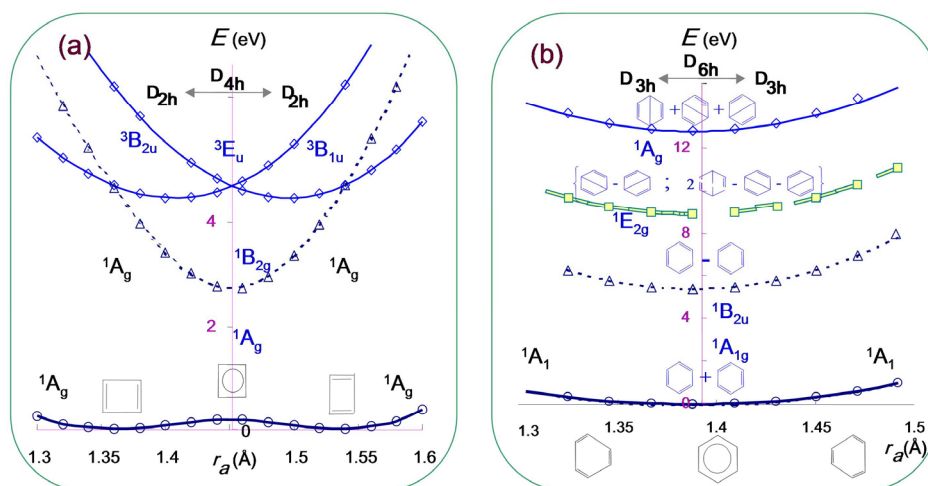 (a)
E (eV)
D4h
D2h
D2h
³B2u
³Eu
³B1u
4
¹B2g
¹Ag
¹Ag
2
¹Ag
¹Ag
¹Ag
0
1.3 1.35 1.4 1.45 1.5 1.55 1.6
ra(Å)
(b)
E (eV)
D6h
D3h
D3h
+ +
12
¹Ag
{ - ; 2 - - }
¹E2g
8
-
4
¹B2u
¹A1g
¹A1
¹A1
+
0
1.3 1.35 1.4 1.45 1.5
ra(Å)